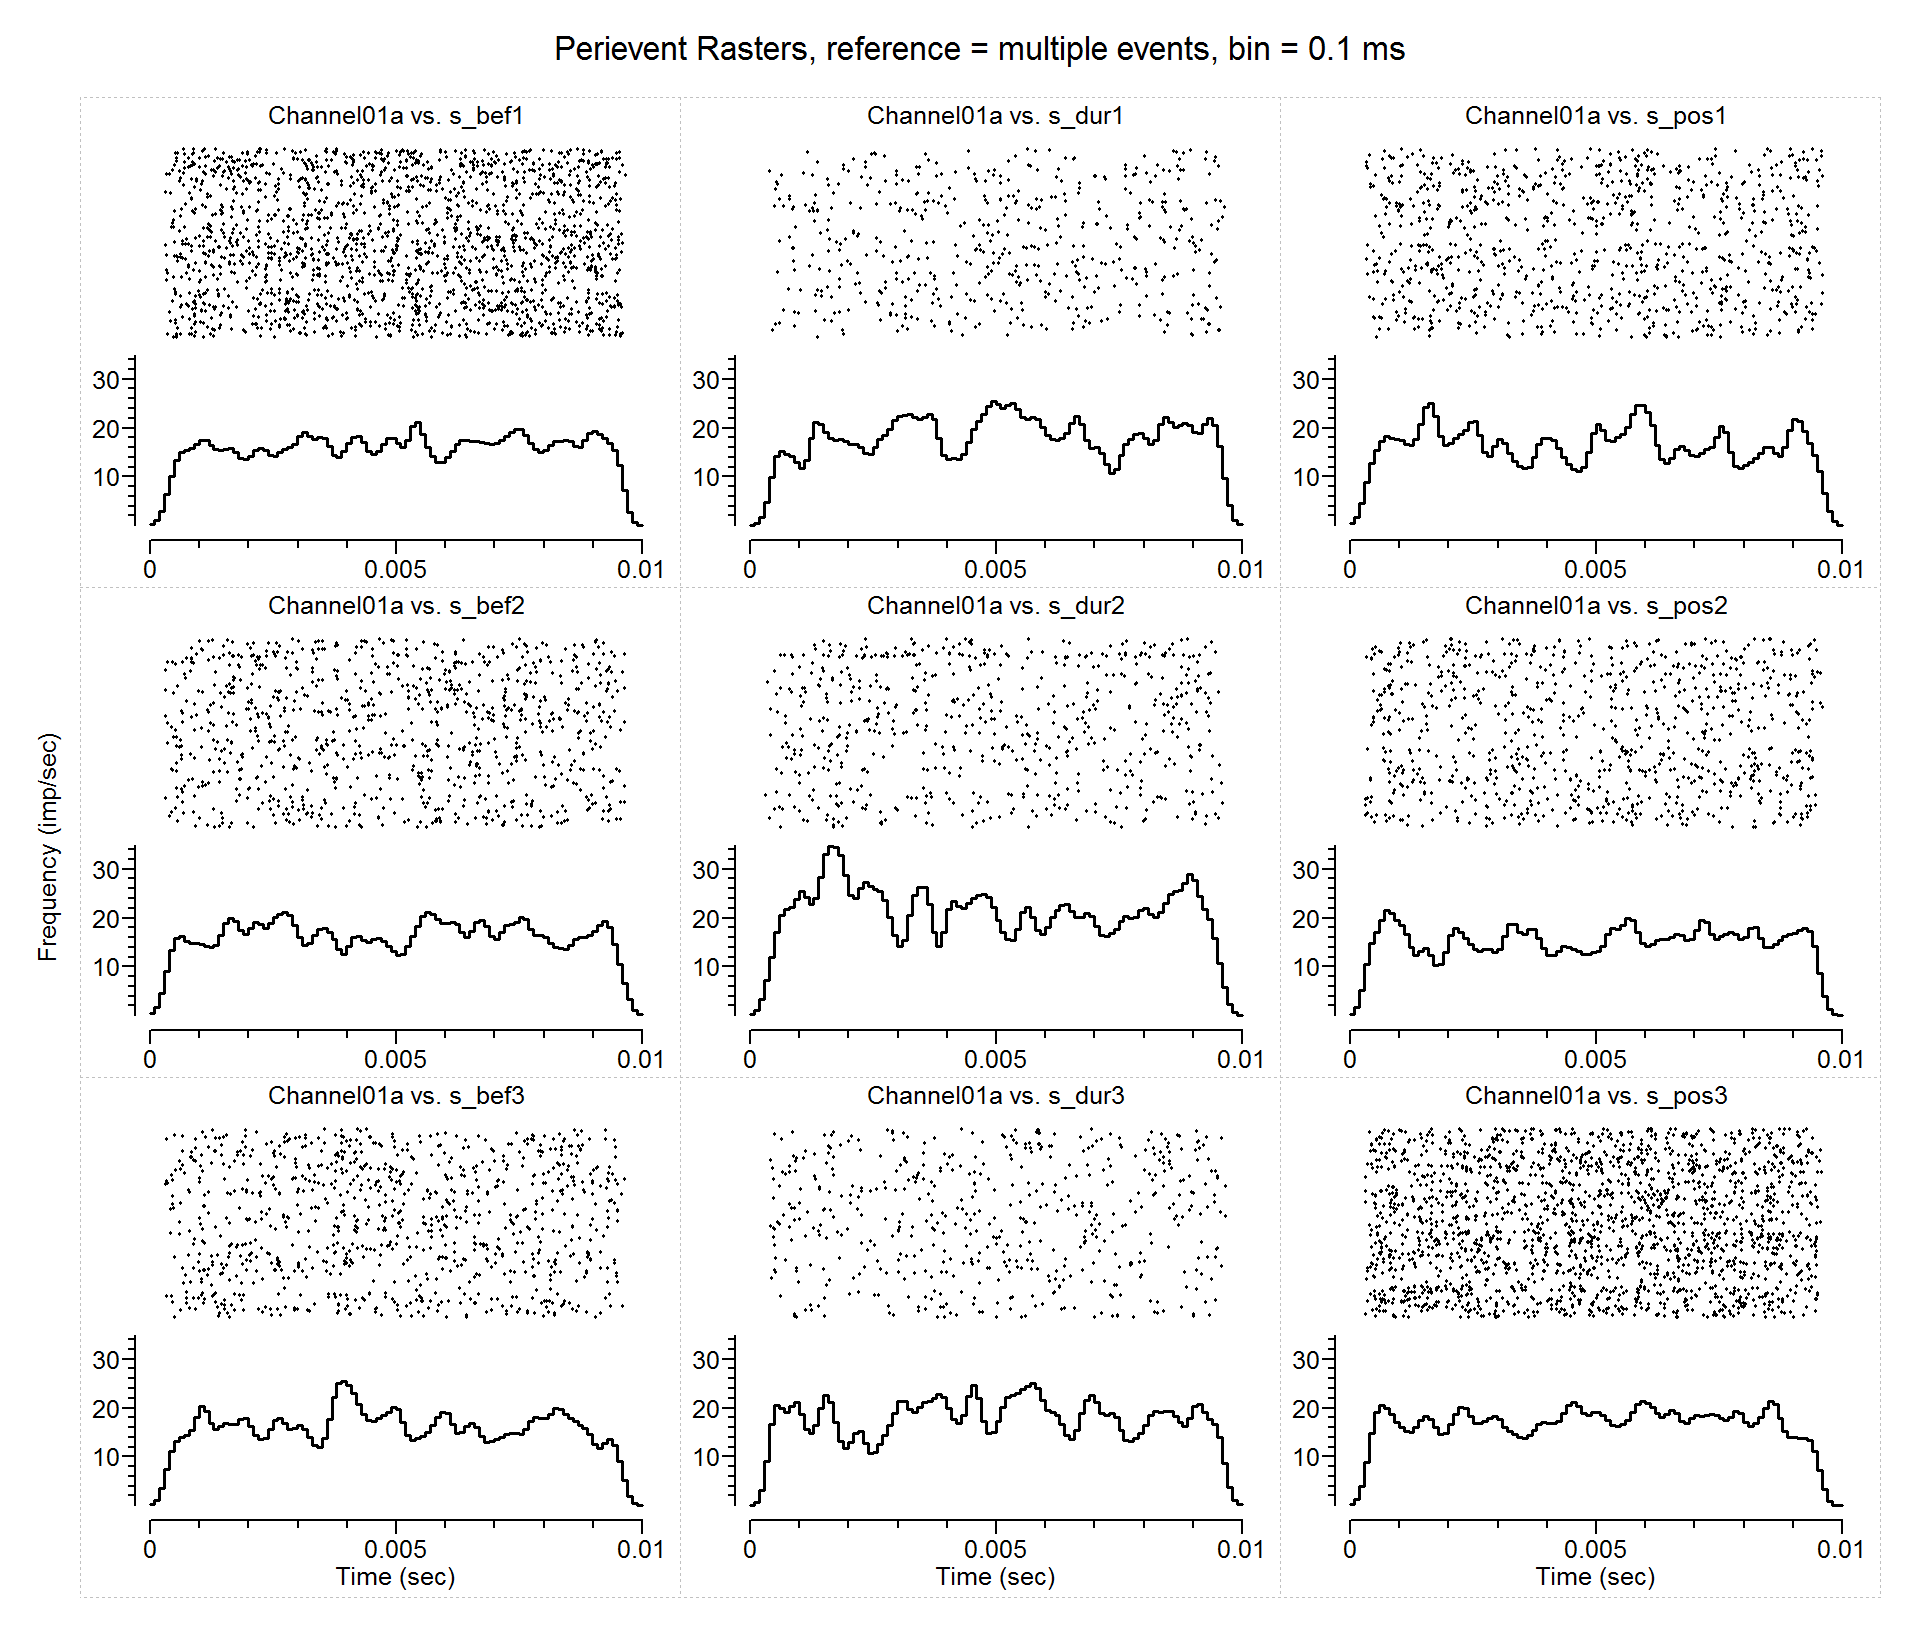 Perievent Rasters, reference = multiple events, bin = 0.1 ms
Channel01a vs. s_bef1
30
20
10
0 0.005 0.01
Channel01a vs. s_dur1
30
20
10
0 0.005 0.01
Channel01a vs. s_pos1
30
20
10
0 0.005 0.01
Frequency (imp/sec)
Channel01a vs. s_bef2
30
20
10
0 0.005 0.01
Channel01a vs. s_dur2
30
20
10
0 0.005 0.01
Channel01a vs. s_pos2
30
20
10
0 0.005 0.01
Channel01a vs. s_bef3
30
20
10
0 0.005 0.01
Time (sec)
Channel01a vs. s_dur3
30
20
10
0 0.005 0.01
Time (sec)
Channel01a vs. s_pos3
30
20
10
0 0.005 0.01
Time (sec)